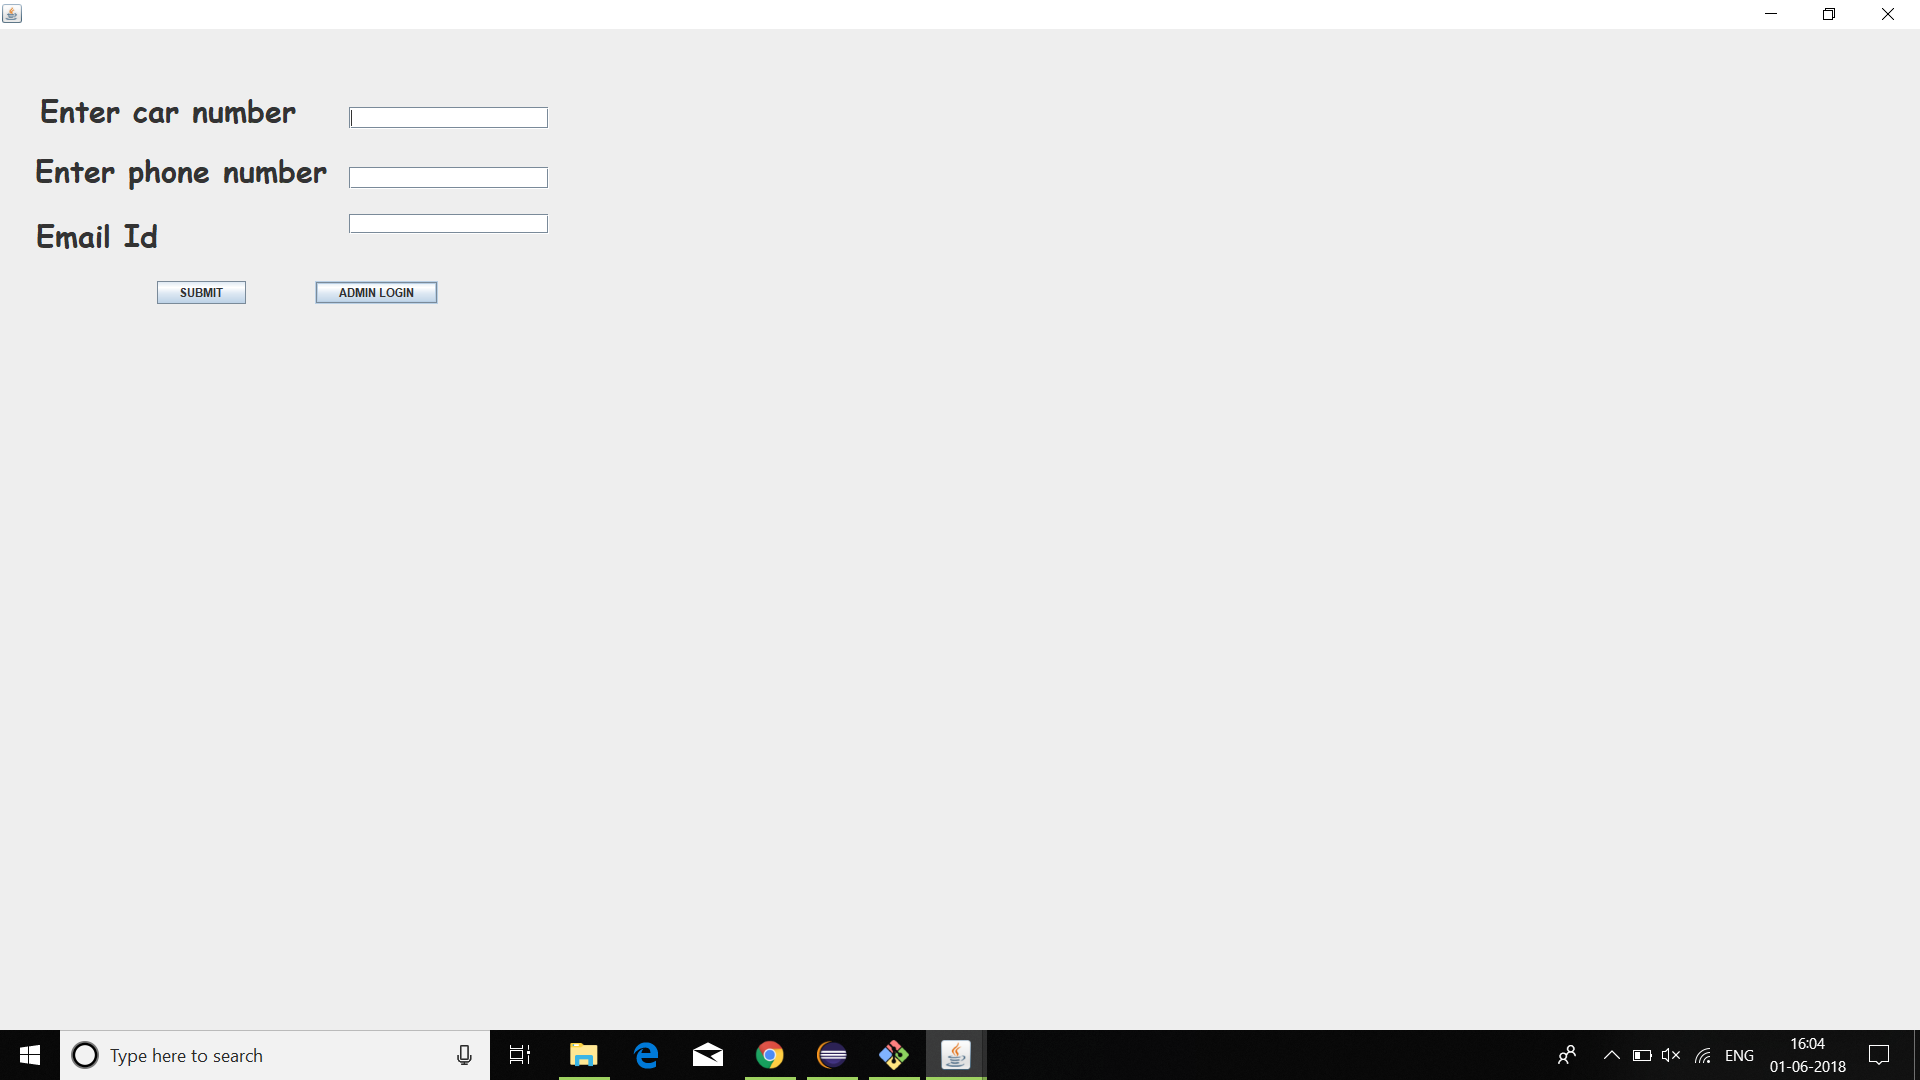 Enter car number
Enter phone number
Email Id
SUBMIT ADMIN LOGIN
Type here to search
ENG
16:04
01-06-2018